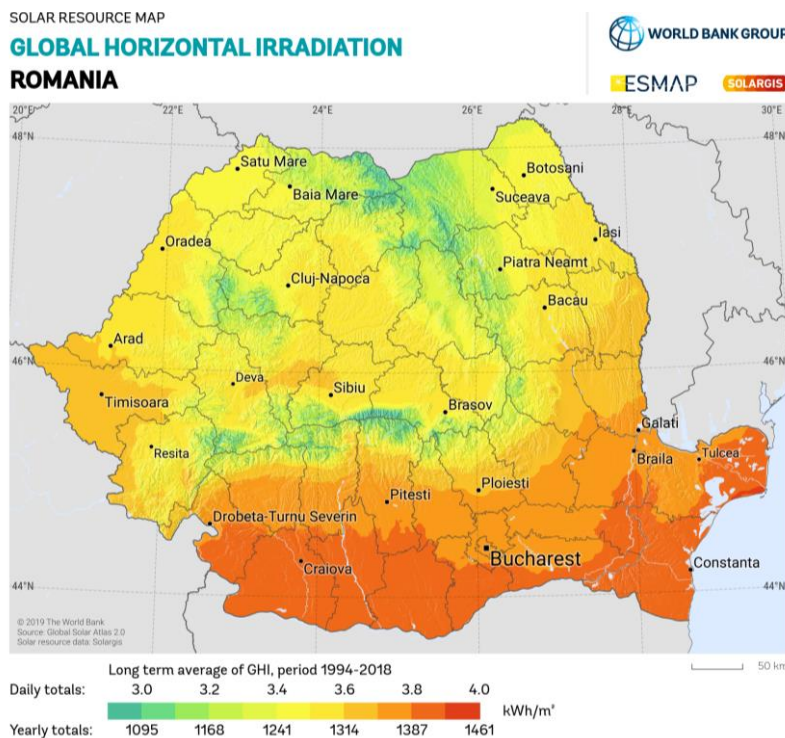 SOLAR RESOURCE MAP
GLOBAL HORIZONTAL IRRADIATION
ROMANIA
WORLD BANK GROUP
ESMAP
SOLARGIS
20°E 22°E 24°E 26°E 28°E 30°E
48°N 48°N
Satu Mare
Botosani
Baia Mare
Suceava
Iasi
Oradea
Piatra Neamt
Cluj-Napoca
Bacau
Arad
46°N 46°N
Deva
Sibiu
Timisoara
Brasov
Galati
Resita
Braila
Tulcea
Ploiesti
Pitesti
Drobeta-Turnu Severin
Bucharest
Constanta
Craiova
44°N 44°N
© 2019 The World Bank
Source: Global Solar Atlas 2.0
Solar resource data: Solargis
50 km
Long term average of GHI, period 1994-2018
Daily totals: 3.0 3.2 3.4 3.6 3.8 4.0
kWh/m²
Yearly totals: 1095 1168 1241 1314 1387 1461